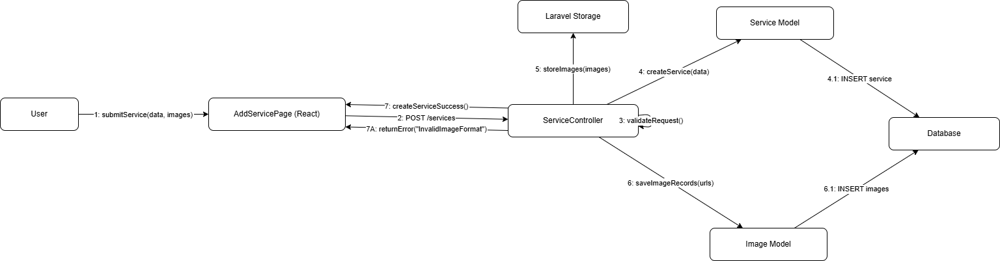 Laravel Storage
Service Model
5: storeImages(images)
4: createService(data)
4.1: INSERT service
User
1: submitService(data, images)
AddServicePage (React)
7: createServiceSuccess()
2: POST /services
7A: returnError("InvalidImageFormat")
ServiceController
3: validateRequest()
Database
6: saveImageRecords(urls)
6.1: INSERT images
Image Model